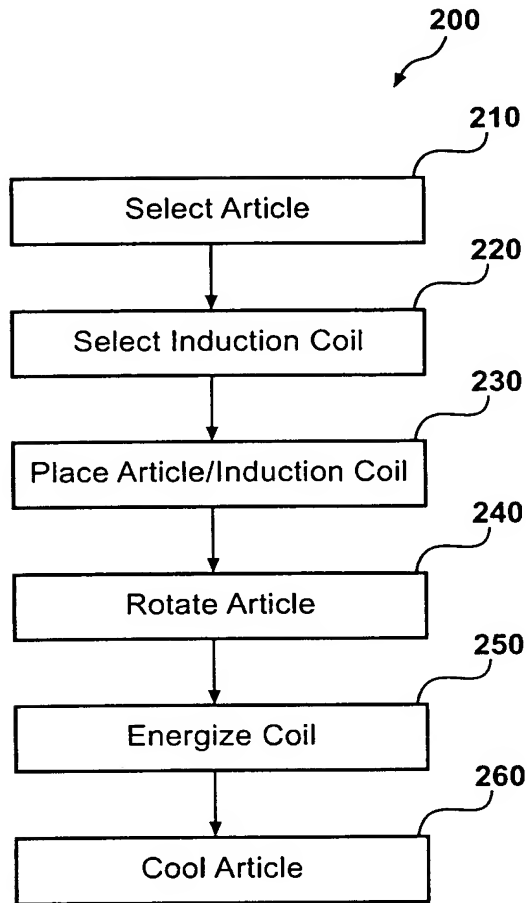 200
210
Select Article
220
Select Induction Coil
230
Place Article/Induction Coil
240
Rotate Article
250
Energize Coil
260
Cool Article